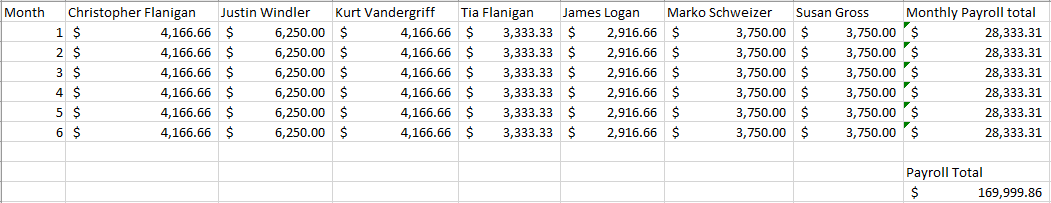 Month Christopher Flanigan Justin Windler Kurt Vandergriff Tia Flanigan James Logan Marko Schweizer Susan Gross Monthly Payroll total
1 $ 4,166.66 $ 6,250.00 $ 4,166.66 $ 3,333.33 $ 2,916.66 $ 3,750.00 $ 3,750.00 $ 28,333.31
2 $ 4,166.66 $ 6,250.00 $ 4,166.66 $ 3,333.33 $ 2,916.66 $ 3,750.00 $ 3,750.00 $ 28,333.31
3 $ 4,166.66 $ 6,250.00 $ 4,166.66 $ 3,333.33 $ 2,916.66 $ 3,750.00 $ 3,750.00 $ 28,333.31
4 $ 4,166.66 $ 6,250.00 $ 4,166.66 $ 3,333.33 $ 2,916.66 $ 3,750.00 $ 3,750.00 $ 28,333.31
5 $ 4,166.66 $ 6,250.00 $ 4,166.66 $ 3,333.33 $ 2,916.66 $ 3,750.00 $ 3,750.00 $ 28,333.31
6 $ 4,166.66 $ 6,250.00 $ 4,166.66 $ 3,333.33 $ 2,916.66 $ 3,750.00 $ 3,750.00 $ 28,333.31
Payroll Total
$ 169,999.86